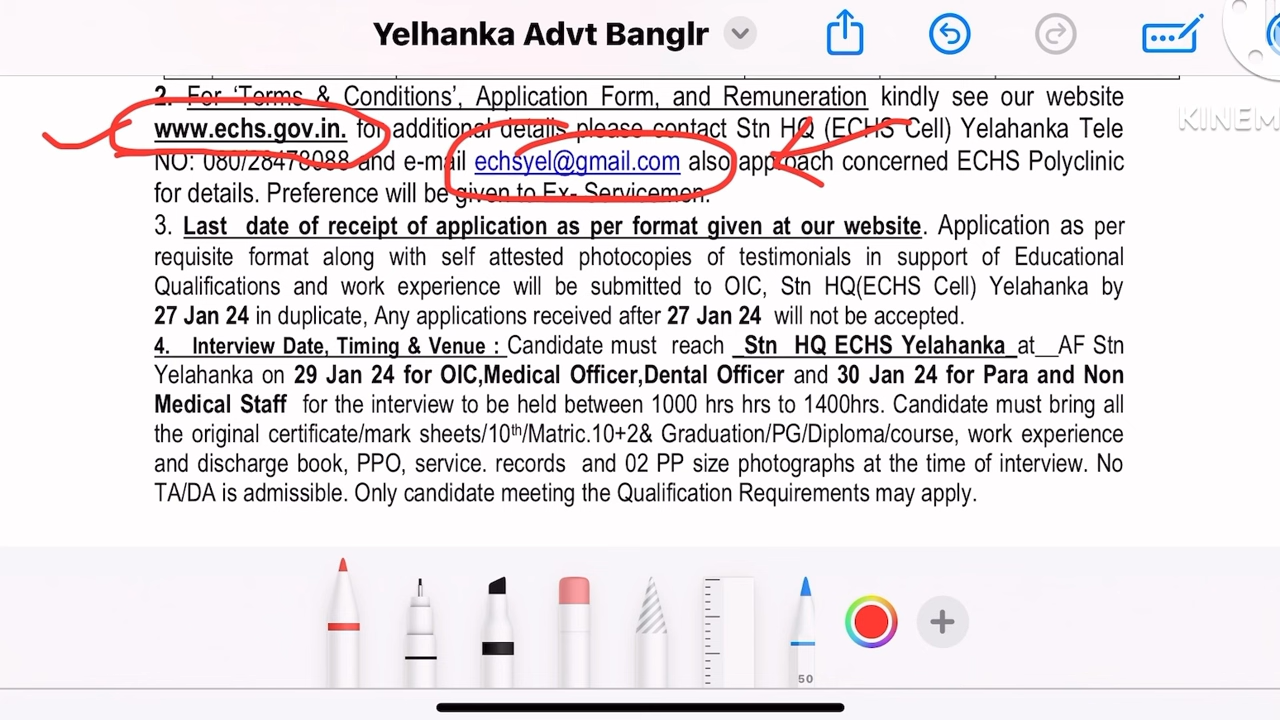 Yelhanka Advt Banglr
KINEM
2. For ‘Terms & Conditions’, Application Form, and Remuneration kindly see our website
www.echs.gov.in. for additional details please contact Stn HQ (ECHS Cell) Yelahanka Tele
NO: 080/28478088 and e-mail echsyel@gmail.com also approach concerned ECHS Polyclinic
for details. Preference will be given to Ex- Servicemen.
3. Last date of receipt of application as per format given at our website. Application as per
requisite format along with self attested photocopies of testimonials in support of Educational
Qualifications and work experience will be submitted to OIC, Stn HQ(ECHS Cell) Yelahanka by
27 Jan 24 in duplicate, Any applications received after 27 Jan 24 will not be accepted.
4. Interview Date, Timing & Venue : Candidate must reach _Stn HQ ECHS Yelahanka_at__AF Stn
Yelahanka on 29 Jan 24 for OIC,Medical Officer,Dental Officer and 30 Jan 24 for Para and Non
Medical Staff for the interview to be held between 1000 hrs hrs to 1400hrs. Candidate must bring all
the original certificate/mark sheets/10th/Matric.10+2& Graduation/PG/Diploma/course, work experience
and discharge book, PPO, service. records and 02 PP size photographs at the time of interview. No
TA/DA is admissible. Only candidate meeting the Qualification Requirements may apply.
50